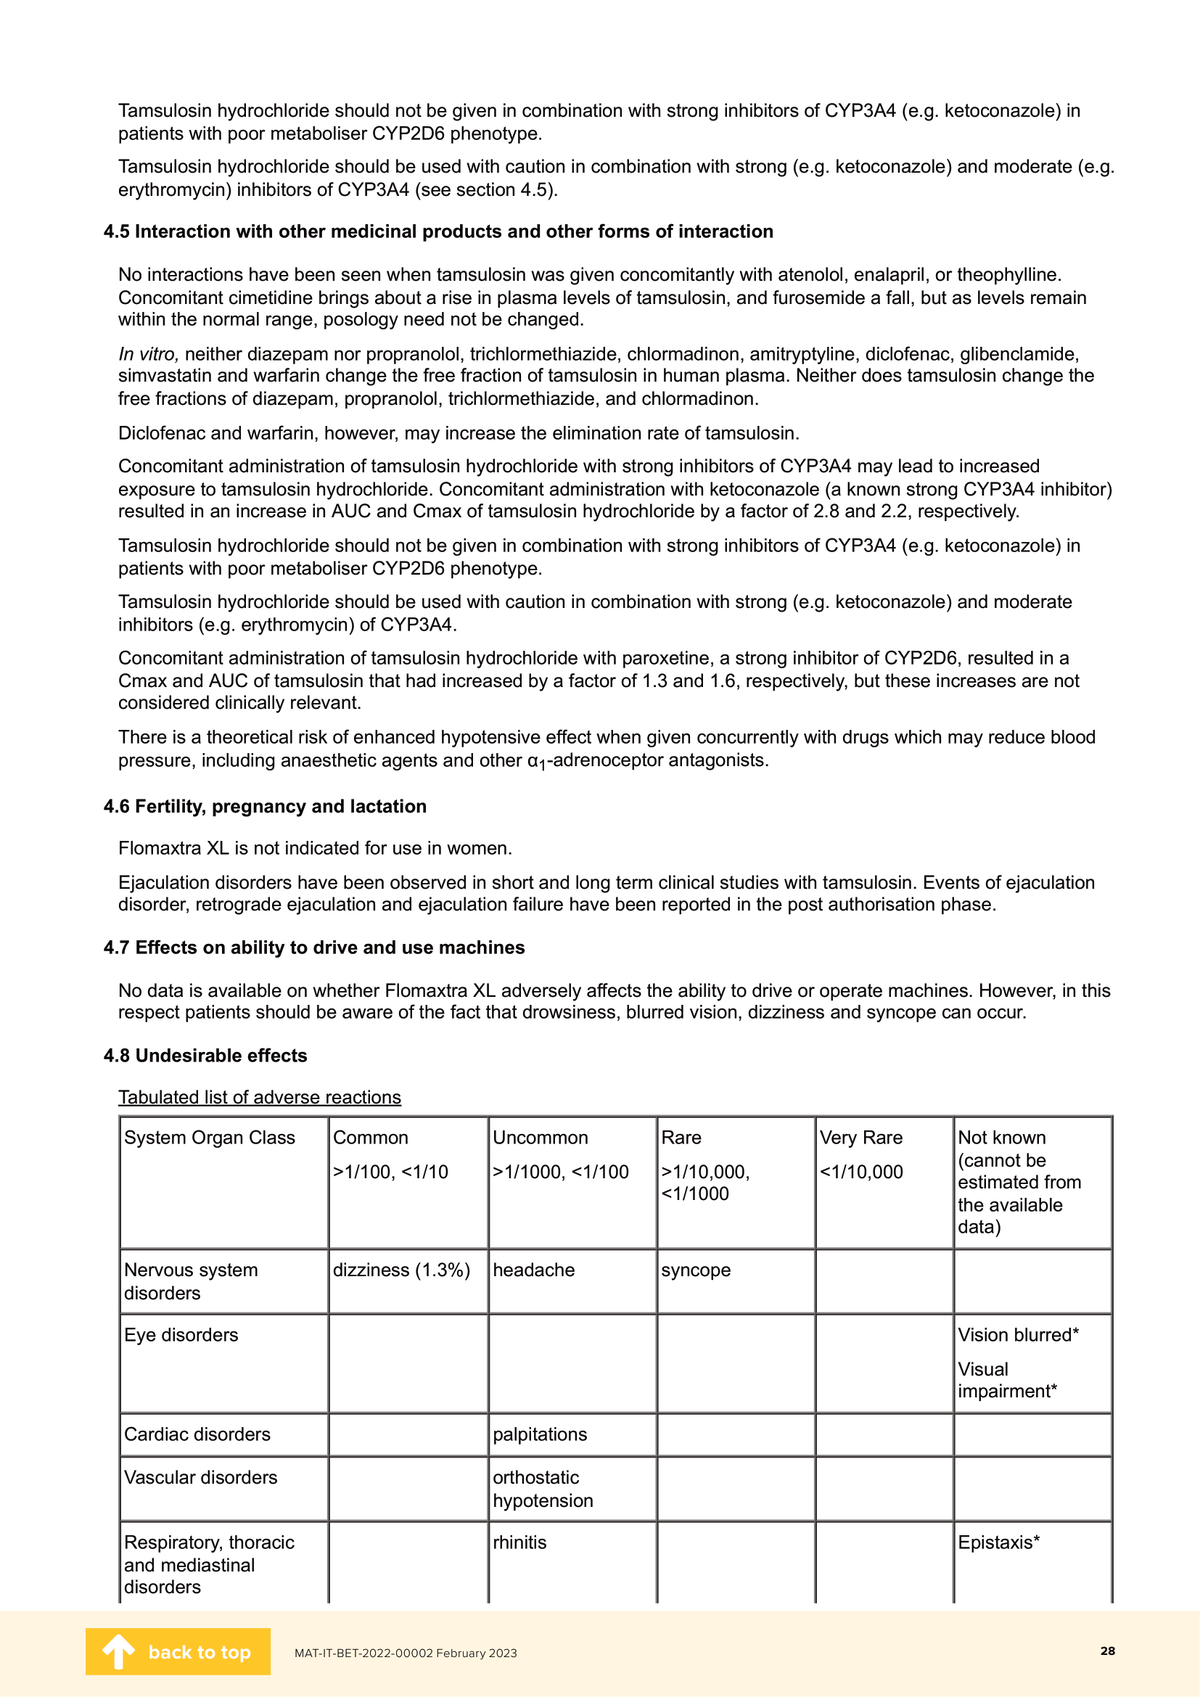 Tamsulosin hydrochloride should not be given in combination with strong inhibitors of CYP3A4 (e.g. ketoconazole) in
patients with poor metaboliser CYP2D6 phenotype.
Tamsulosin hydrochloride should be used with caution in combination with strong (e.g. ketoconazole) and moderate (e.g.
erythromycin) inhibitors of CYP3A4 (see section 4.5).
4.5 Interaction with other medicinal products and other forms of interaction
No interactions have been seen when tamsulosin was given concomitantly with atenolol, enalapril, or theophylline.
Concomitant cimetidine brings about a rise in plasma levels of tamsulosin, and furosemide a fall, but as levels remain
within the normal range, posology need not be changed.
In vitro, neither diazepam nor propranolol, trichlormethiazide, chlormadinon, amitryptyline, diclofenac, glibenclamide,
simvastatin and warfarin change the free fraction of tamsulosin in human plasma. Neither does tamsulosin change the
free fractions of diazepam, propranolol, trichlormethiazide, and chlormadinon.
Diclofenac and warfarin, however, may increase the elimination rate of tamsulosin.
Concomitant administration of tamsulosin hydrochloride with strong inhibitors of CYP3A4 may lead to increased
exposure to tamsulosin hydrochloride. Concomitant administration with ketoconazole (a known strong CYP3A4 inhibitor)
resulted in an increase in AUC and Cmax of tamsulosin hydrochloride by a factor of 2.8 and 2.2, respectively.
Tamsulosin hydrochloride should not be given in combination with strong inhibitors of CYP3A4 (e.g. ketoconazole) in
patients with poor metaboliser CYP2D6 phenotype.
Tamsulosin hydrochloride should be used with caution in combination with strong (e.g. ketoconazole) and moderate
inhibitors (e.g. erythromycin) of CYP3A4.
Concomitant administration of tamsulosin hydrochloride with paroxetine, a strong inhibitor of CYP2D6, resulted in a
Cmax and AUC of tamsulosin that had increased by a factor of 1.3 and 1.6, respectively, but these increases are not
considered clinically relevant.
There is a theoretical risk of enhanced hypotensive effect when given concurrently with drugs which may reduce blood
pressure, including anaesthetic agents and other α1-adrenoceptor antagonists.
4.6 Fertility, pregnancy and lactation
Flomaxtra XL is not indicated for use in women.
Ejaculation disorders have been observed in short and long term clinical studies with tamsulosin. Events of ejaculation
disorder, retrograde ejaculation and ejaculation failure have been reported in the post authorisation phase.
4.7 Effects on ability to drive and use machines
No data is available on whether Flomaxtra XL adversely affects the ability to drive or operate machines. However, in this
respect patients should be aware of the fact that drowsiness, blurred vision, dizziness and syncope can occur.
4.8 Undesirable effects
Tabulated list of adverse reactions
System Organ Class
Common
>1/100, <1/10
Uncommon
>1/1000, <1/100
Rare
>1/10,000,
<1/1000
Very Rare
<1/10,000
Not known
(cannot be
estimated from
the available
data)
Nervous system
disorders
dizziness (1.3%)
headache
syncope
Eye disorders
Vision blurred*
Visual
impairment*
Cardiac disorders
palpitations
Vascular disorders
orthostatic
hypotension
Respiratory, thoracic
and mediastinal
disorders
rhinitis
Epistaxis*
back to top
MAT-IT-BET-2022-00002 February 2023
28